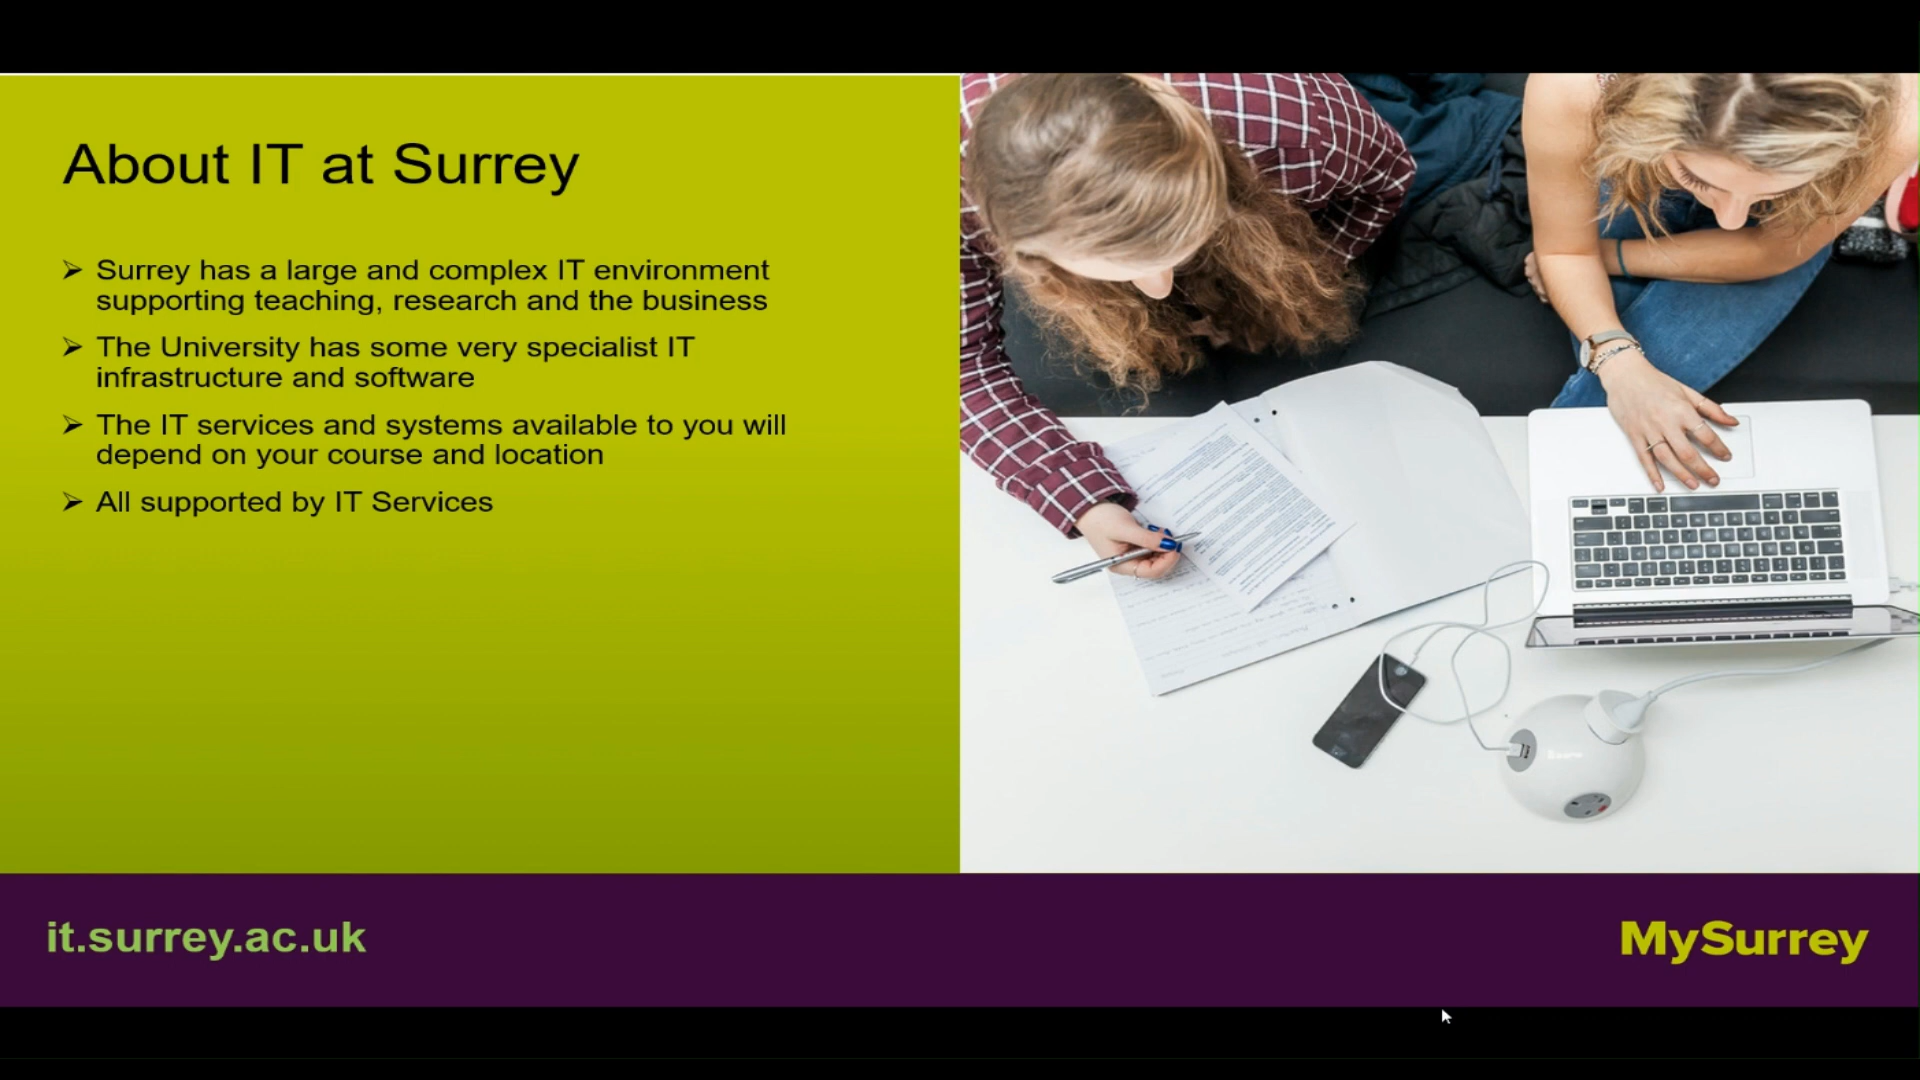 About IT at Surrey
➢ Surrey has a large and complex IT environment
supporting teaching, research and the business
➢ The University has some very specialist IT
infrastructure and software
➢ The IT services and systems available to you will
depend on your course and location
➢ All supported by IT Services
it.surrey.ac.uk
MySurrey